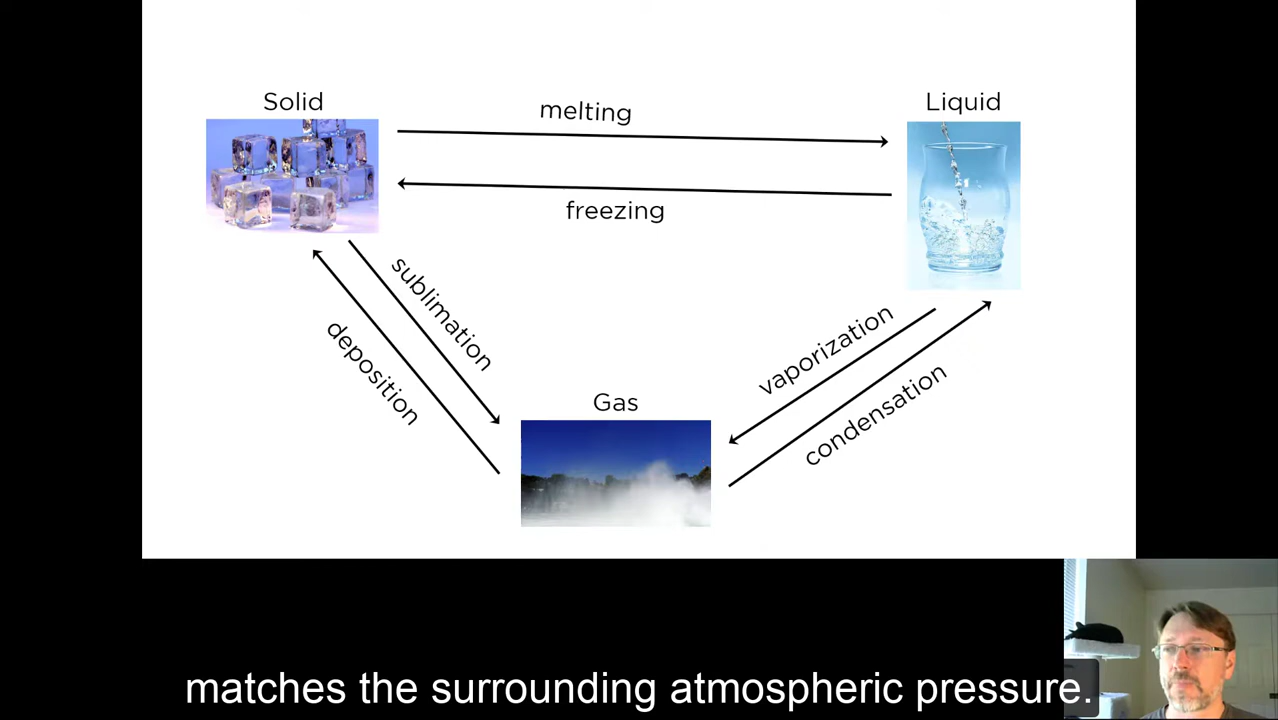 Solid
melting
Liquid
freezing
sublimation
deposition
vaporization
condensation
Gas
matches the surrounding atmospheric pressure.